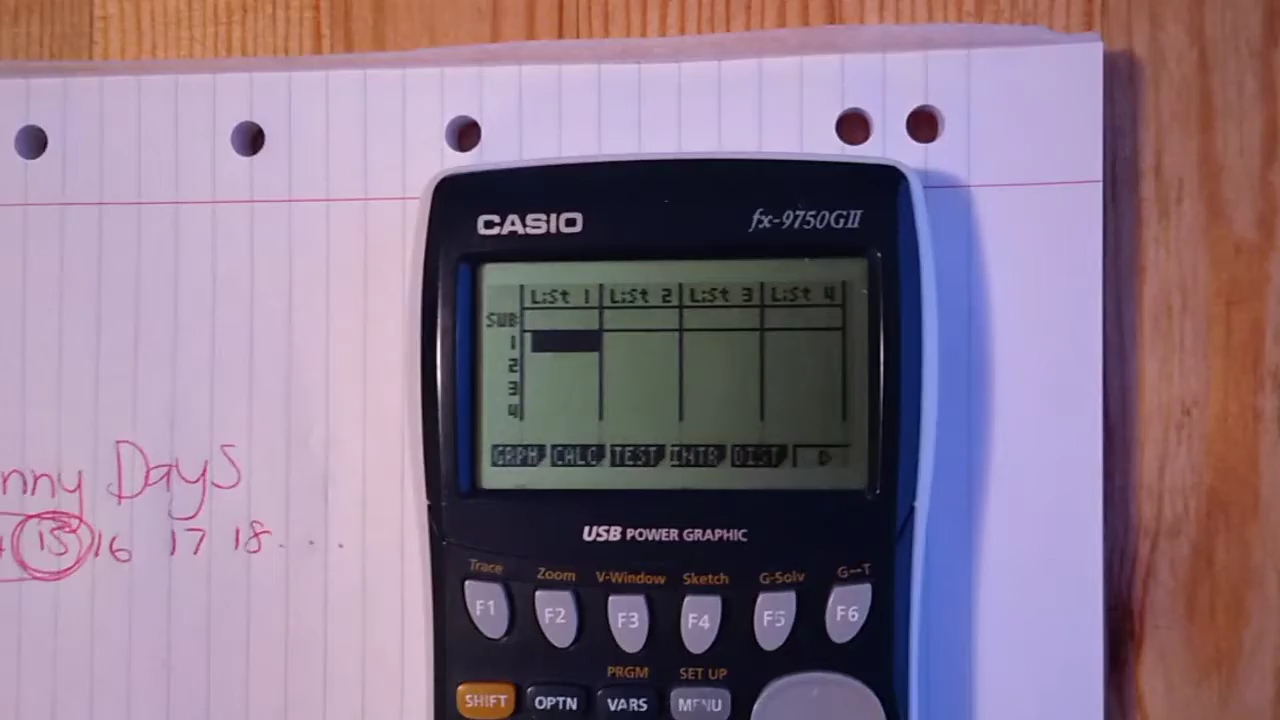 CASIO fx-9750GII
List 1 List 2 List 3 List 4
SUB
1
2
3
4
GRPH CALC TEST INTR DIST
Days
15 16 17 18....
USB POWER GRAPHIC
Trace Zoom V-Window Sketch G-Solv G↔T
F1 F2 F3 F4 F5 F6
PRGM SET UP
SHIFT OPTN VARS MENU